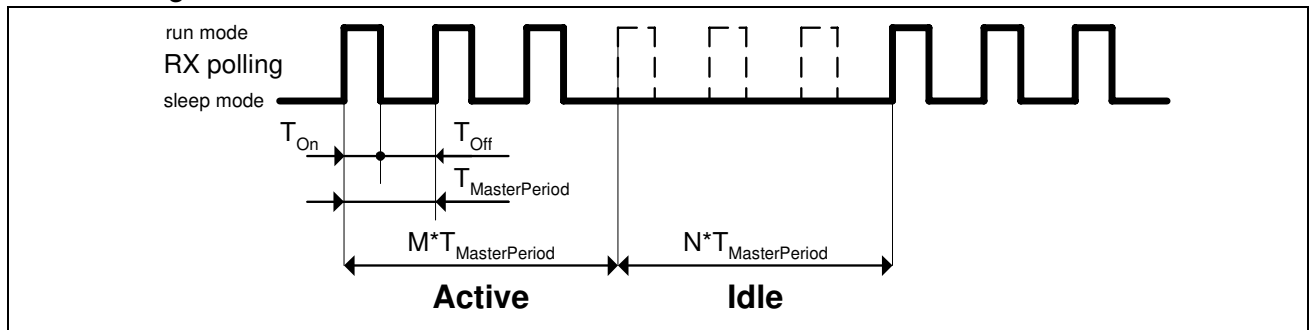 run mode
RX polling
sleep mode
T_On T_Off
T_MasterPeriod
M*T_MasterPeriod N*T_MasterPeriod
Active Idle